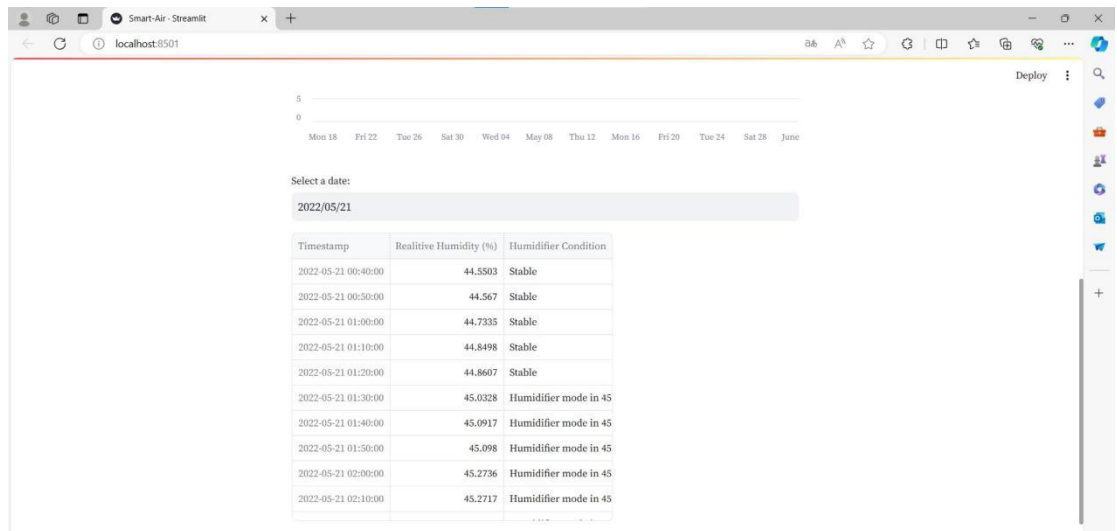 Smart-Air - Streamlit
localhost:8501
Deploy
5
0
Mon 18 Fri 22 Tue 26 Sat 30 Wed 04 May 08 Thu 12 Mon 16 Fri 20 Tue 24 Sat 28 June
Select a date:
2022/05/21
Timestamp Realitive Humidity (%) Humidifier Condition
2022-05-21 00:40:00 44.5503 Stable
2022-05-21 00:50:00 44.567 Stable
2022-05-21 01:00:00 44.7335 Stable
2022-05-21 01:10:00 44.8498 Stable
2022-05-21 01:20:00 44.8607 Stable
2022-05-21 01:30:00 45.0328 Humidifier mode in 45
2022-05-21 01:40:00 45.0917 Humidifier mode in 45
2022-05-21 01:50:00 45.098 Humidifier mode in 45
2022-05-21 02:00:00 45.2736 Humidifier mode in 45
2022-05-21 02:10:00 45.2717 Humidifier mode in 45